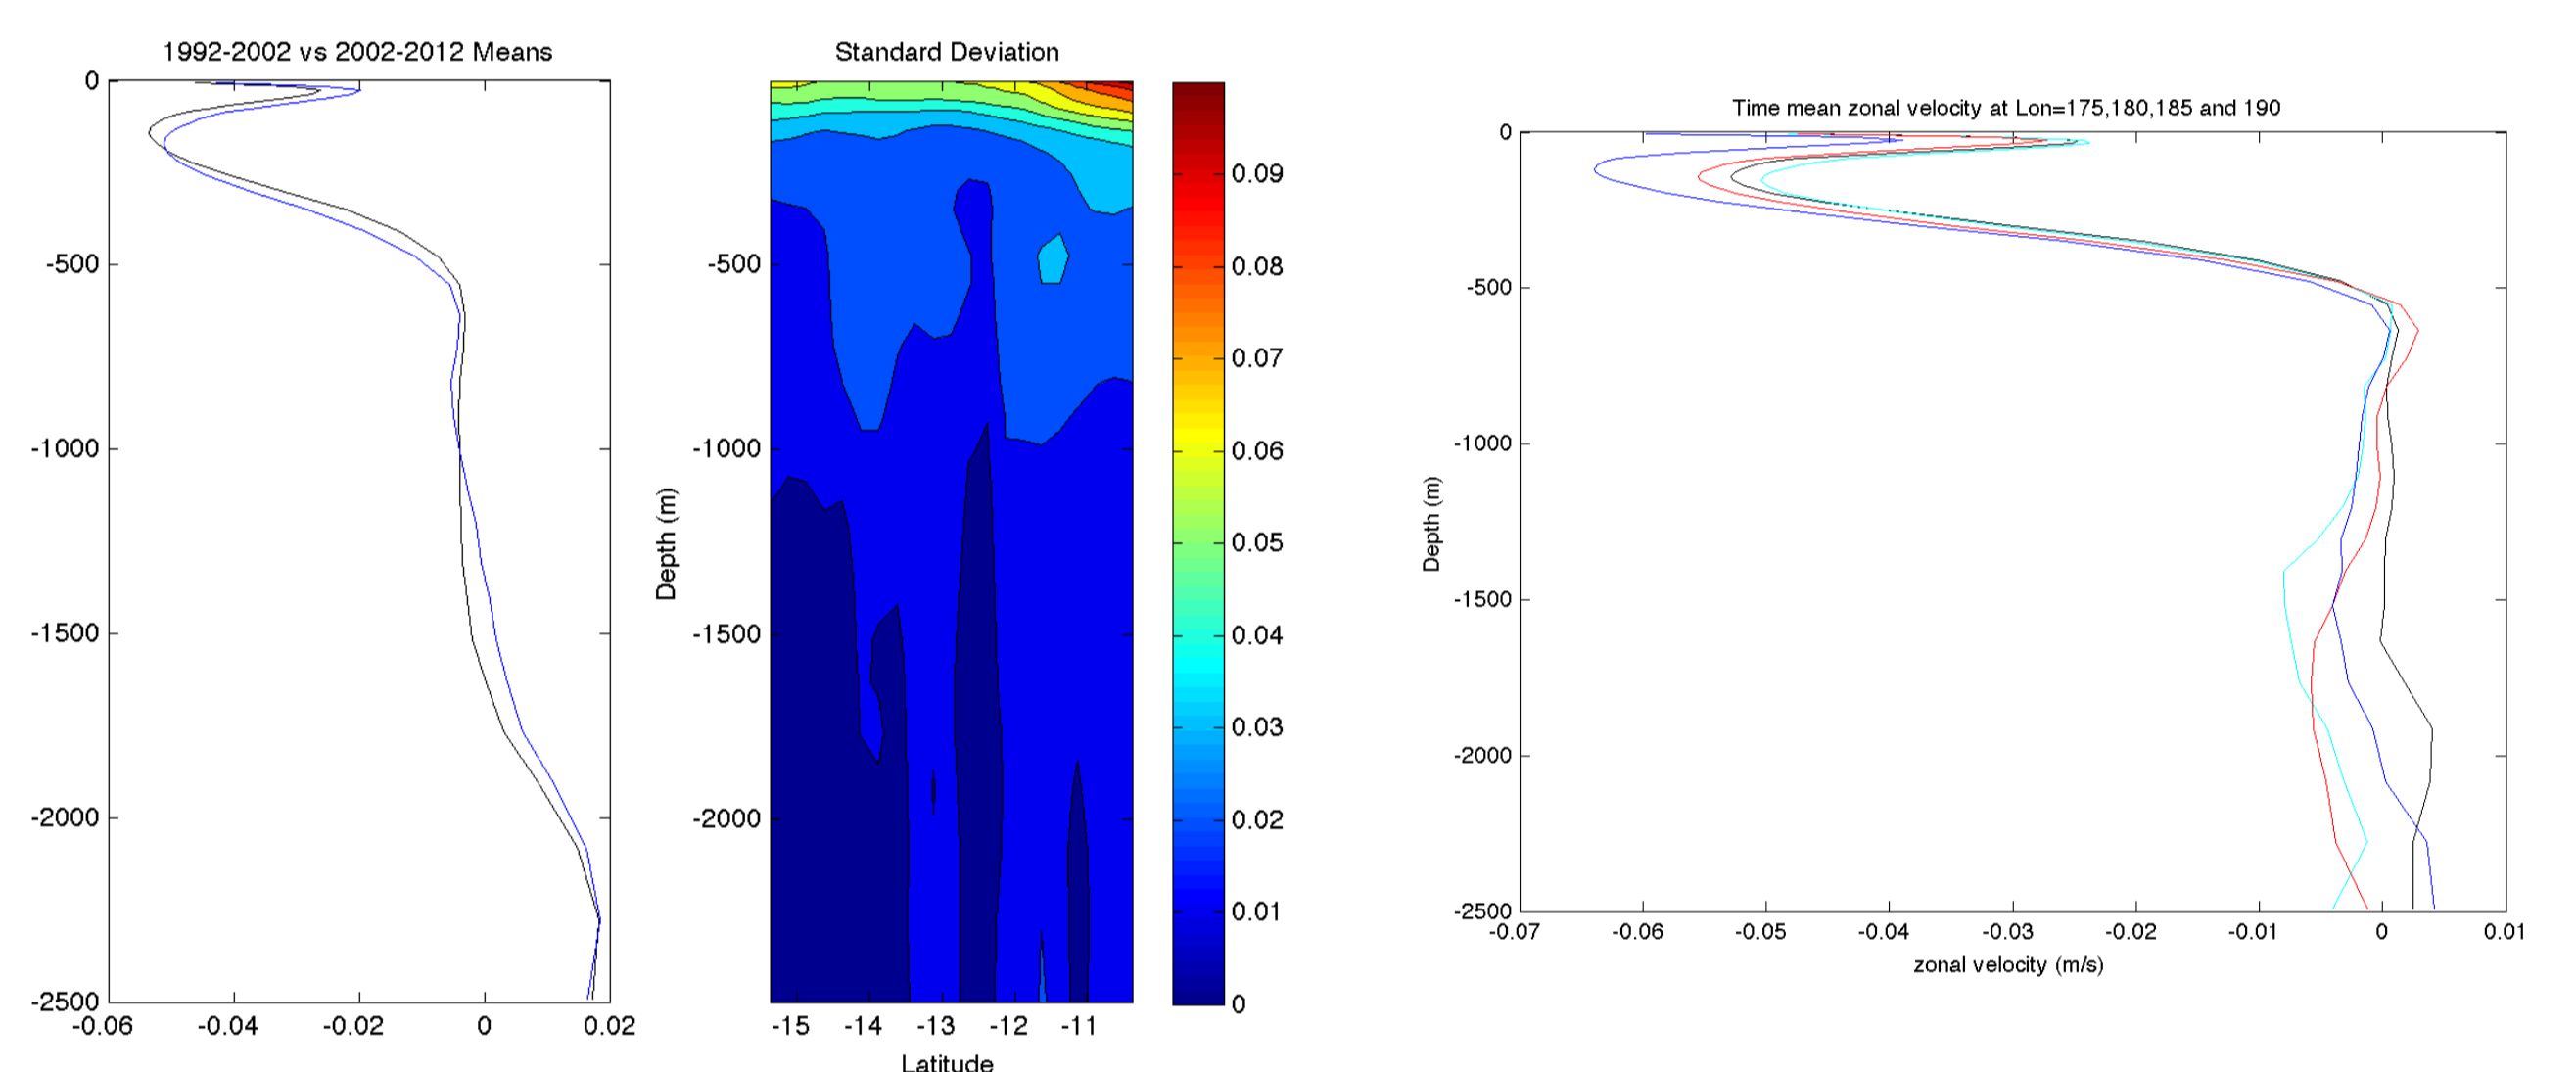 1992-2002 vs 2002-2012 Means
0
-500
-1000
-1500
-2000
-2500
-0.06 -0.04 -0.02 0 0.02
Standard Deviation
Depth (m)
-500
-1000
-1500
-2000
-15 -14 -13 -12 -11
Latitude
0.09
0.08
0.07
0.06
0.05
0.04
0.03
0.02
0.01
0
Time mean zonal velocity at Lon=175,180,185 and 190
Depth (m)
0
-500
-1000
-1500
-2000
-2500
-0.07 -0.06 -0.05 -0.04 -0.03 -0.02 -0.01 0 0.01
zonal velocity (m/s)